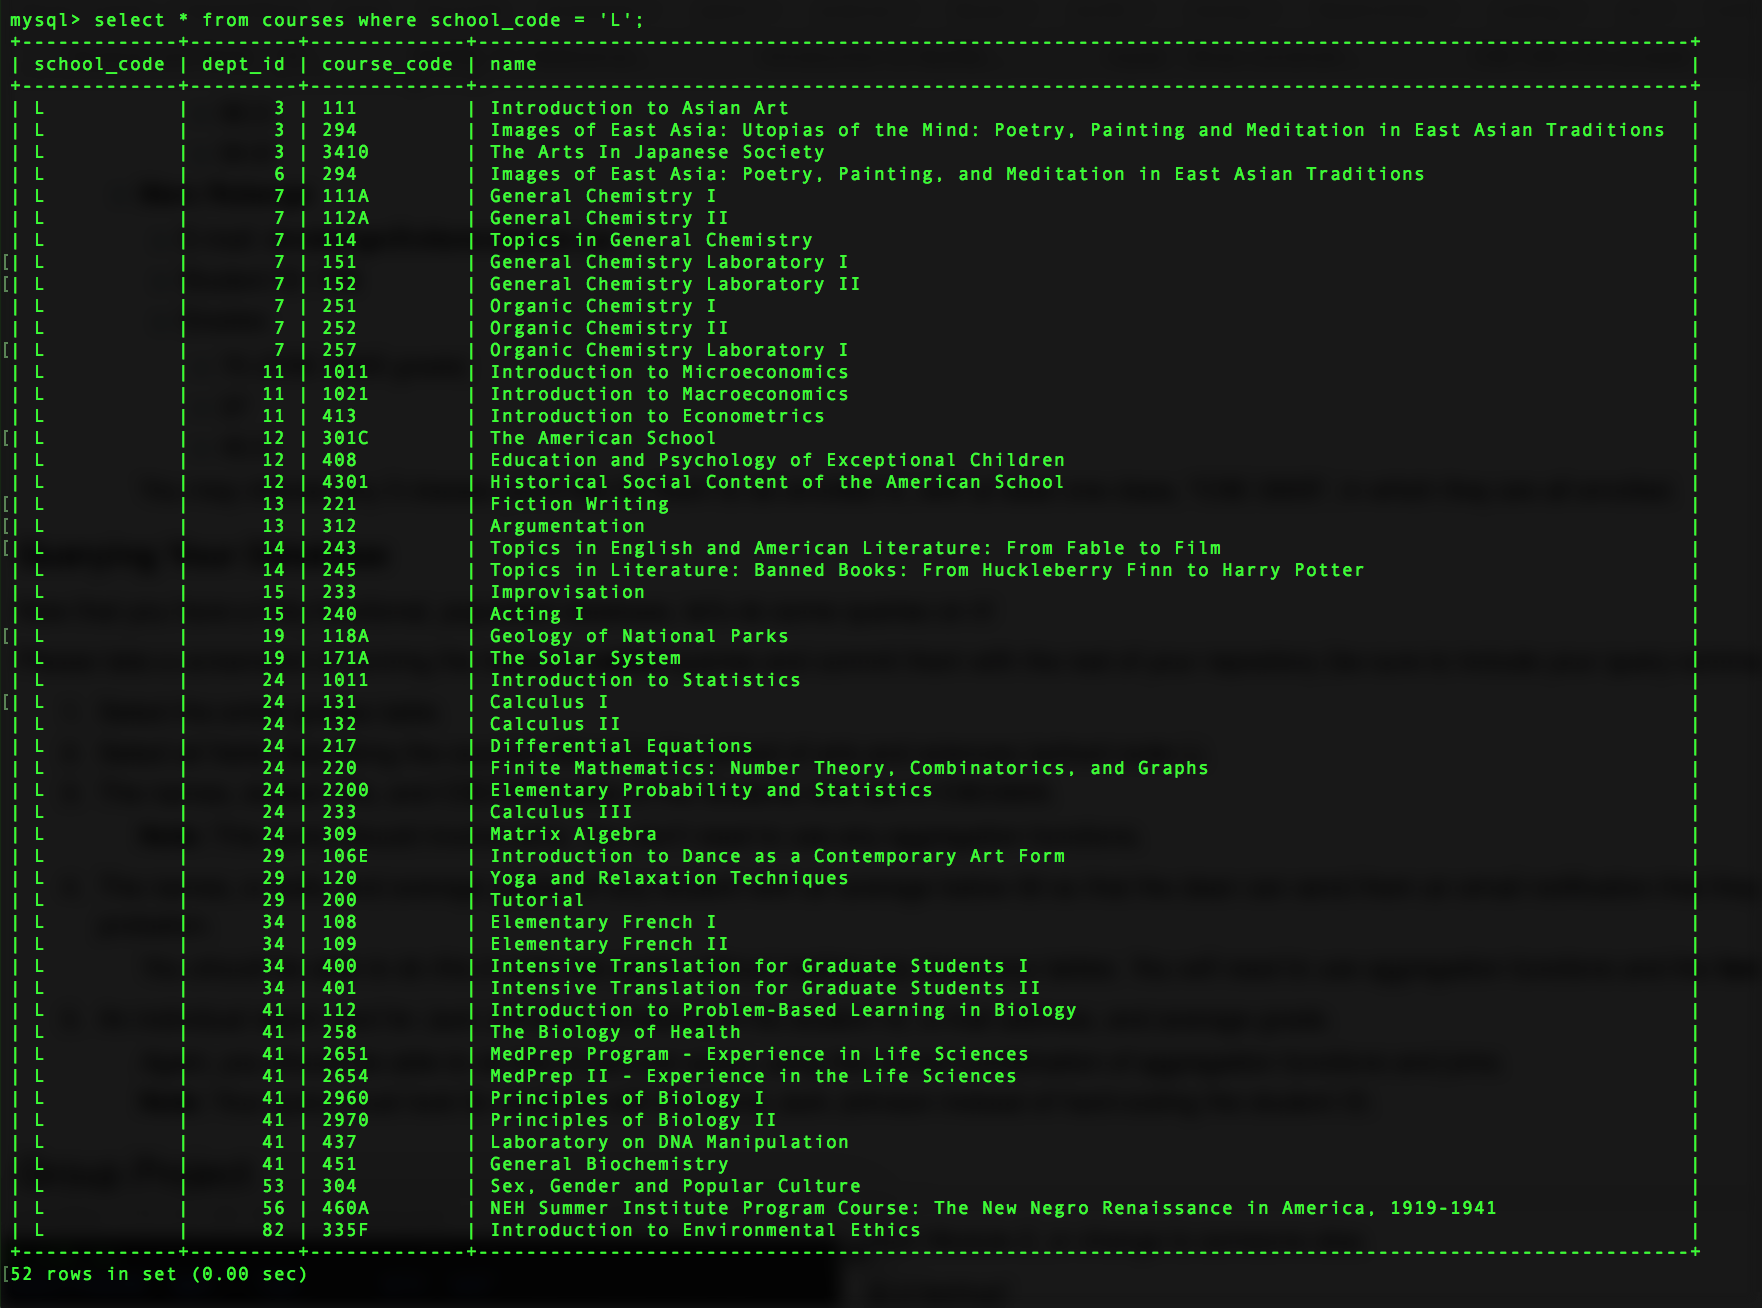 mysql> select * from courses where school_code = 'L';
+-------------+---------+-------------+-----------------------------------------------------------------------------------------------------+
| school_code | dept_id | course_code | name                                                                                                |
+-------------+---------+-------------+-----------------------------------------------------------------------------------------------------+
| L           |       3 | 111         | Introduction to Asian Art                                                                           |
| L           |       3 | 294         | Images of East Asia: Utopias of the Mind: Poetry, Painting and Meditation in East Asian Traditions  |
| L           |       3 | 3410        | The Arts In Japanese Society                                                                        |
| L           |       6 | 294         | Images of East Asia: Poetry, Painting, and Meditation in East Asian Traditions                      |
| L           |       7 | 111A        | General Chemistry I                                                                                 |
| L           |       7 | 112A        | General Chemistry II                                                                                |
| L           |       7 | 114         | Topics in General Chemistry                                                                         |
[| L           |       7 | 151         | General Chemistry Laboratory I                                                                      |
[| L           |       7 | 152         | General Chemistry Laboratory II                                                                     |
| L           |       7 | 251         | Organic Chemistry I                                                                                 |
| L           |       7 | 252         | Organic Chemistry II                                                                                |
[| L           |       7 | 257         | Organic Chemistry Laboratory I                                                                      |
| L           |      11 | 1011        | Introduction to Microeconomics                                                                      |
| L           |      11 | 1021        | Introduction to Macroeconomics                                                                      |
| L           |      11 | 413         | Introduction to Econometrics                                                                        |
[| L           |      12 | 301C        | The American School                                                                                 |
| L           |      12 | 408         | Education and Psychology of Exceptional Children                                                    |
| L           |      12 | 4301        | Historical Social Content of the American School                                                    |
[| L           |      13 | 221         | Fiction Writing                                                                                     |
[| L           |      13 | 312         | Argumentation                                                                                       |
[| L           |      14 | 243         | Topics in English and American Literature: From Fable to Film                                       |
| L           |      14 | 245         | Topics in Literature: Banned Books: From Huckleberry Finn to Harry Potter                           |
| L           |      15 | 233         | Improvisation                                                                                       |
| L           |      15 | 240         | Acting I                                                                                            |
[| L           |      19 | 118A        | Geology of National Parks                                                                           |
| L           |      19 | 171A        | The Solar System                                                                                    |
| L           |      24 | 1011        | Introduction to Statistics                                                                          |
[| L           |      24 | 131         | Calculus I                                                                                          |
| L           |      24 | 132         | Calculus II                                                                                         |
| L           |      24 | 217         | Differential Equations                                                                              |
| L           |      24 | 220         | Finite Mathematics: Number Theory, Combinatorics, and Graphs                                        |
| L           |      24 | 2200        | Elementary Probability and Statistics                                                               |
| L           |      24 | 233         | Calculus III                                                                                        |
| L           |      24 | 309         | Matrix Algebra                                                                                      |
| L           |      29 | 106E        | Introduction to Dance as a Contemporary Art Form                                                    |
| L           |      29 | 120         | Yoga and Relaxation Techniques                                                                      |
| L           |      29 | 200         | Tutorial                                                                                            |
| L           |      34 | 108         | Elementary French I                                                                                 |
| L           |      34 | 109         | Elementary French II                                                                                |
| L           |      34 | 400         | Intensive Translation for Graduate Students I                                                       |
| L           |      34 | 401         | Intensive Translation for Graduate Students II                                                      |
| L           |      41 | 112         | Introduction to Problem-Based Learning in Biology                                                   |
| L           |      41 | 258         | The Biology of Health                                                                               |
| L           |      41 | 2651        | MedPrep Program - Experience in Life Sciences                                                       |
| L           |      41 | 2654        | MedPrep II - Experience in the Life Sciences                                                        |
| L           |      41 | 2960        | Principles of Biology I                                                                             |
| L           |      41 | 2970        | Principles of Biology II                                                                            |
| L           |      41 | 437         | Laboratory on DNA Manipulation                                                                      |
| L           |      41 | 451         | General Biochemistry                                                                                |
| L           |      53 | 304         | Sex, Gender and Popular Culture                                                                     |
| L           |      56 | 460A        | NEH Summer Institute Program Course: The New Negro Renaissance in America, 1919-1941                |
| L           |      82 | 335F        | Introduction to Environmental Ethics                                                                |
+-------------+---------+-------------+-----------------------------------------------------------------------------------------------------+
[52 rows in set (0.00 sec)